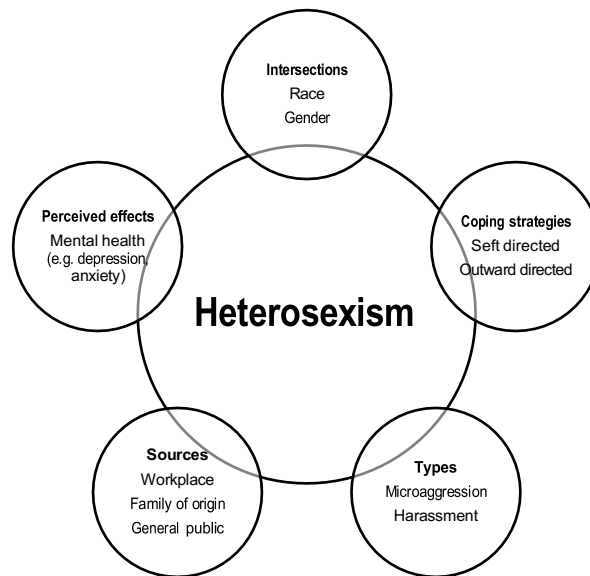 Intersections
Race
Gender
Perceived effects
Mental health
(e.g. depression,
anxiety)
Coping strategies
Seft directed
Outward directed
Heterosexism
Sources
Workplace
Family of origin
General public
Types
Microaggression
Harassment